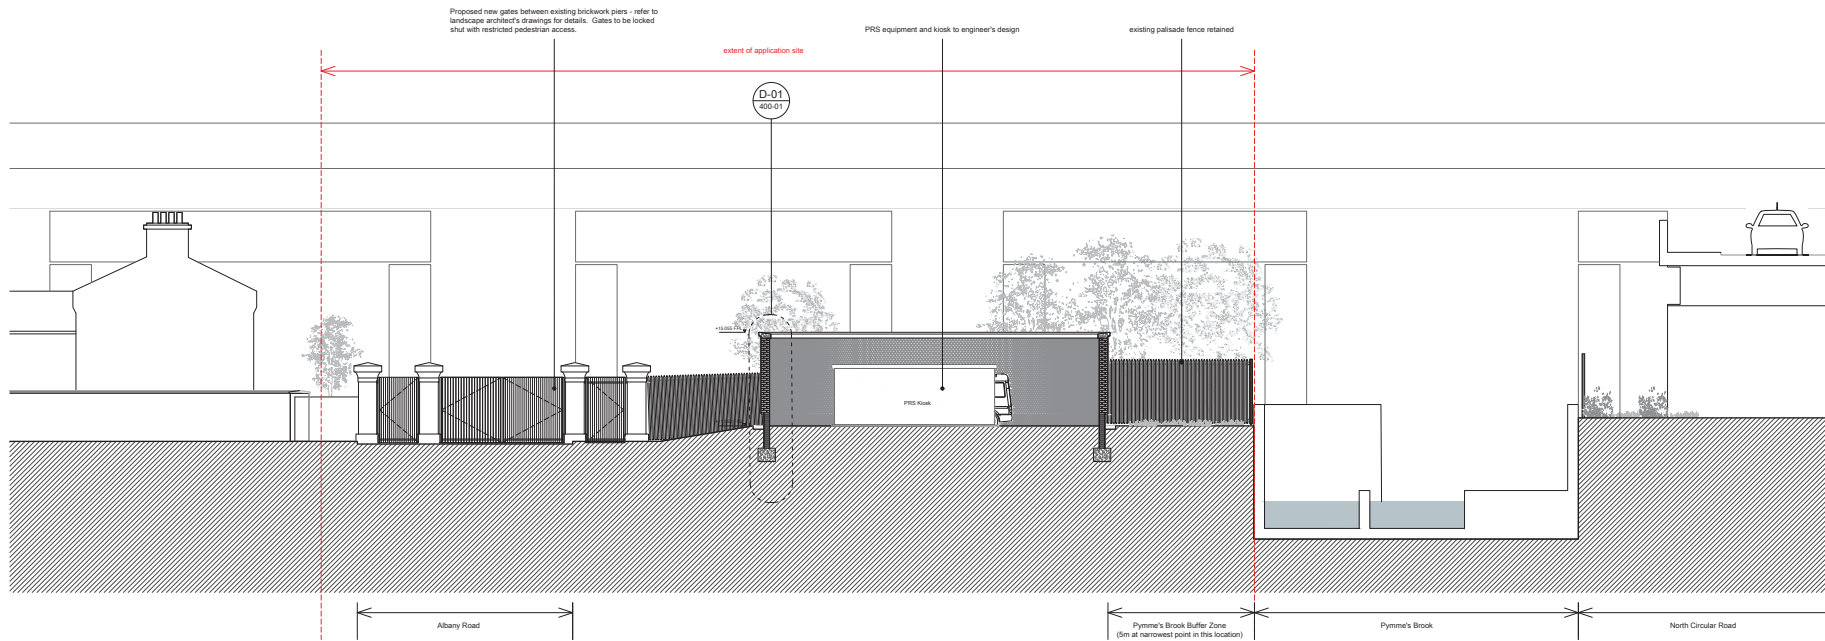 Proposed new gates between existing brickwork piers - refer to
landscape architect's drawings for details.  Gates to be locked
shut with restricted pedestrian access.
PRS equipment and kiosk to engineer's design
existing palisade fence retained
extent of application site
D-01
400-01
PRS Kiosk
Albany Road
Pymme's Brook Buffer Zone
(5m at narrowest point in this location)
Pymme's Brook
North Circular Road